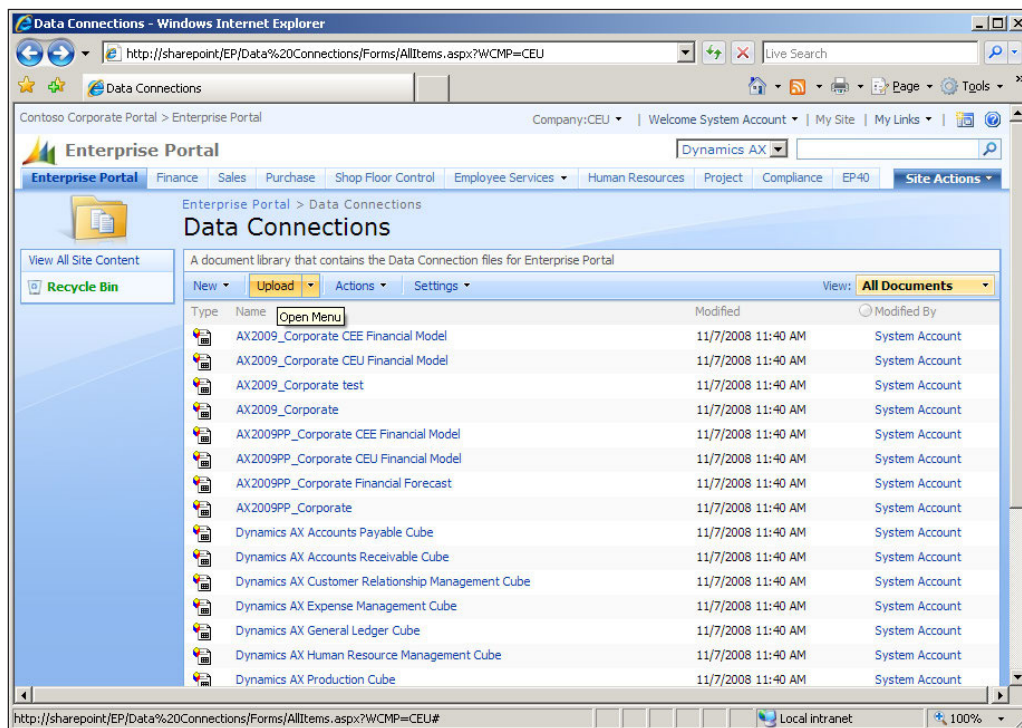 Data Connections - Windows Internet Explorer
http://sharepoint/EP/Data%20Connections/Forms/AllItems.aspx?WCMP=CEU
Live Search
Data Connections
Page
Tools
Contoso Corporate Portal > Enterprise Portal
Company:CEU | Welcome System Account | My Site | My Links |
Enterprise Portal
Dynamics AX
Enterprise Portal Finance Sales Purchase Shop Floor Control Employee Services Human Resources Project Compliance EP40 Site Actions
Enterprise Portal > Data Connections
Data Connections
View All Site Content
A document library that contains the Data Connection files for Enterprise Portal
Recycle Bin
New Upload Actions Settings View: All Documents
Type Name Modified Modified By
Open Menu
AX2009_Corporate CEE Financial Model 11/7/2008 11:40 AM System Account
AX2009_Corporate CEU Financial Model 11/7/2008 11:40 AM System Account
AX2009_Corporate test 11/7/2008 11:40 AM System Account
AX2009_Corporate 11/7/2008 11:40 AM System Account
AX2009PP_Corporate CEE Financial Model 11/7/2008 11:40 AM System Account
AX2009PP_Corporate CEU Financial Model 11/7/2008 11:40 AM System Account
AX2009PP_Corporate Financial Forecast 11/7/2008 11:40 AM System Account
AX2009PP_Corporate 11/7/2008 11:40 AM System Account
Dynamics AX Accounts Payable Cube 11/7/2008 11:40 AM System Account
Dynamics AX Accounts Receivable Cube 11/7/2008 11:40 AM System Account
Dynamics AX Customer Relationship Management Cube 11/7/2008 11:40 AM System Account
Dynamics AX Expense Management Cube 11/7/2008 11:40 AM System Account
Dynamics AX General Ledger Cube 11/7/2008 11:40 AM System Account
Dynamics AX Human Resource Management Cube 11/7/2008 11:40 AM System Account
Dynamics AX Production Cube 11/7/2008 11:40 AM System Account
http://sharepoint/EP/Data%20Connections/Forms/AllItems.aspx?WCMP=CEU#
Local intranet
100%